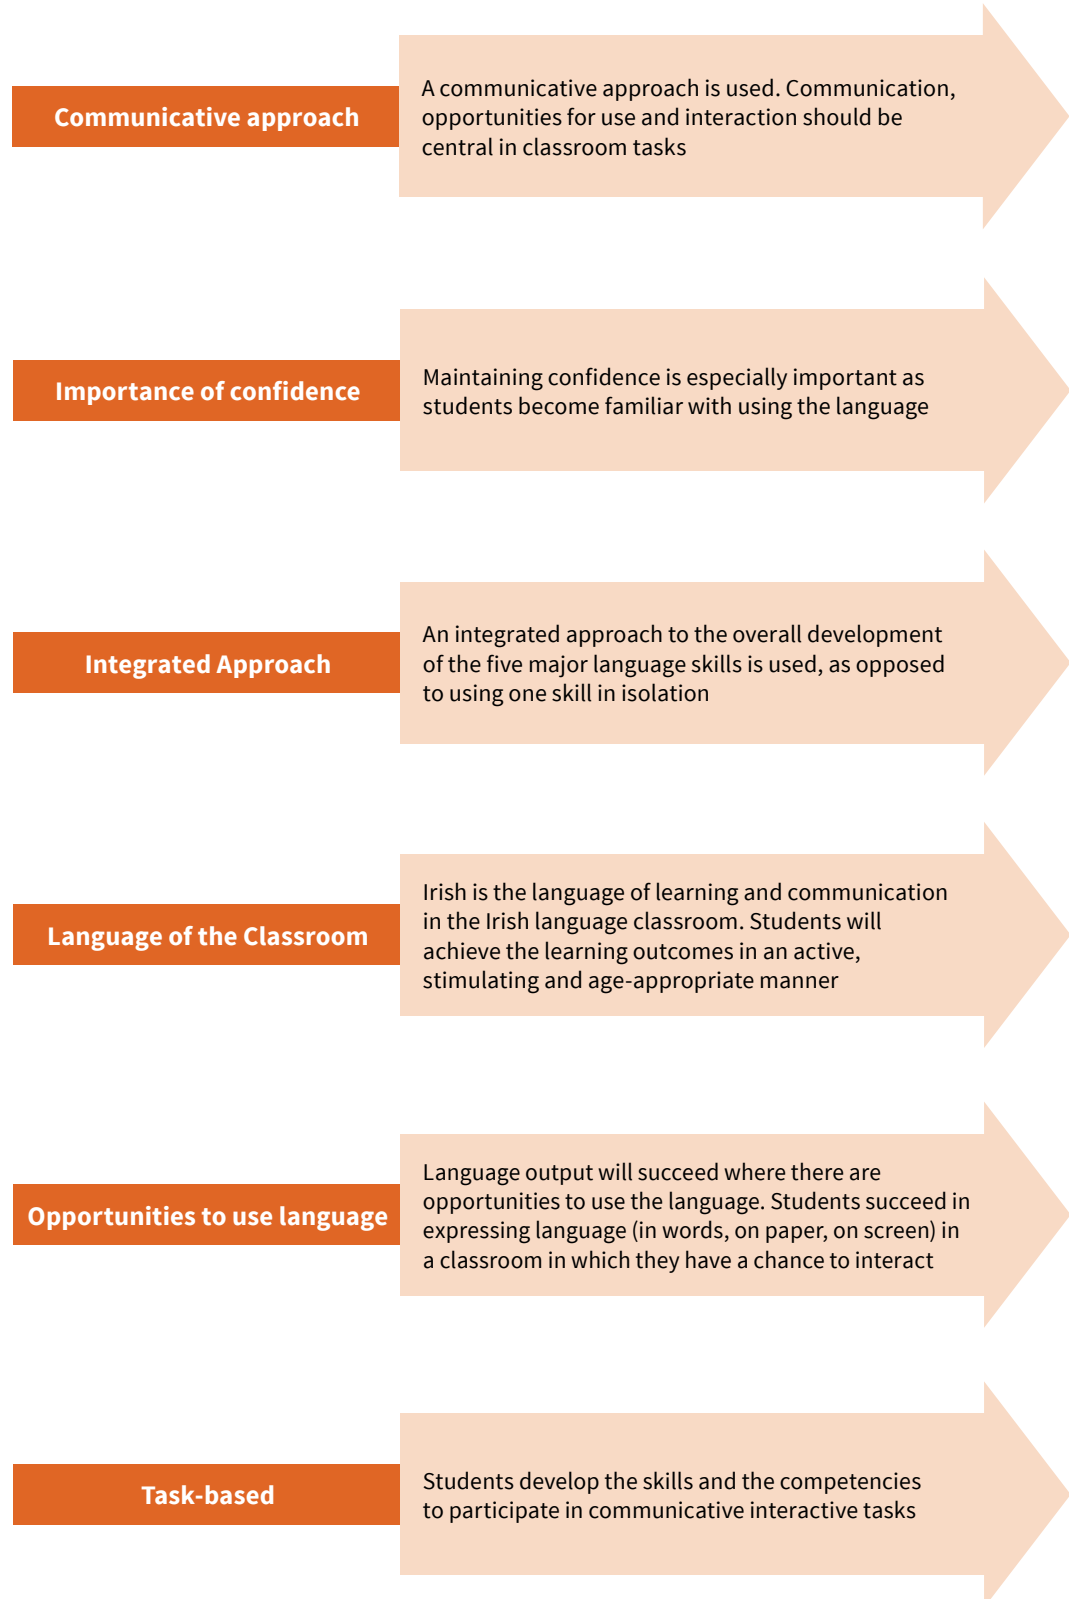 Communicative approach
A communicative approach is used. Communication,
opportunities for use and interaction should be
central in classroom tasks
Importance of confidence
Maintaining confidence is especially important as
students become familiar with using the language
Integrated Approach
An integrated approach to the overall development
of the five major language skills is used, as opposed
to using one skill in isolation
Language of the Classroom
Irish is the language of learning and communication
in the Irish language classroom. Students will
achieve the learning outcomes in an active,
stimulating and age-appropriate manner
Opportunities to use language
Language output will succeed where there are
opportunities to use the language. Students succeed in
expressing language (in words, on paper, on screen) in
a classroom in which they have a chance to interact
Task-based
Students develop the skills and the competencies
to participate in communicative interactive tasks